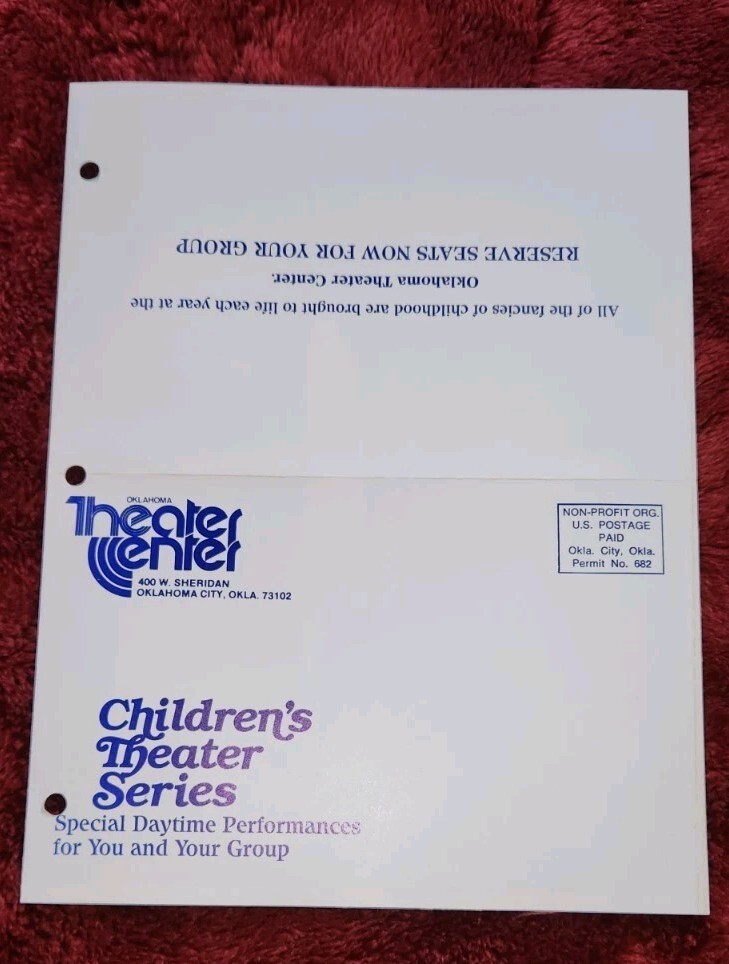 All of the fancies of childhood are brought to life each year at the
Oklahoma Theater Center.
RESERVE SEATS NOW FOR YOUR GROUP
OKLAHOMA
Theater
Center
400 W. SHERIDAN
OKLAHOMA CITY, OKLA. 73102
NON-PROFIT ORG.
U.S. POSTAGE
PAID
Okla. City, Okla.
Permit No. 682
Children's
Theater
Series
Special Daytime Performances
for You and Your Group